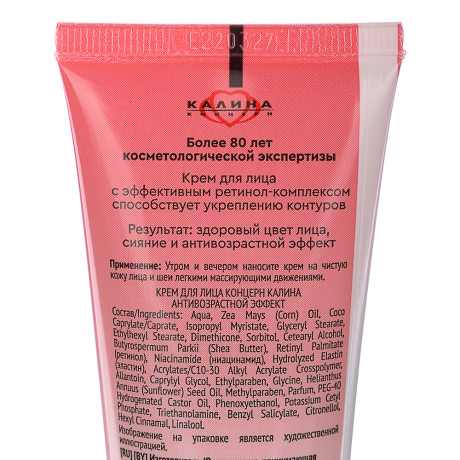 E220327
КАЛИНА
КОНЦЕРН
Более 80 лет
косметологической экспертизы
Крем для лица
с эффективным ретинол-комплексом
способствует укреплению контуров
Результат: здоровый цвет лица,
сияние и антивозрастной эффект
Применение: Утром и вечером наносите крем на чистую
кожу лица и шеи легкими массирующими движениями.
КРЕМ ДЛЯ ЛИЦА КОНЦЕРН КАЛИНА
АНТИВОЗРАСТНОЙ ЭФФЕКТ
Состав/Ingredients: Aqua, Zea Mays (Corn) Oil, Coco
Caprylate/Caprate, Isopropyl Myristate, Glyceryl Stearate,
Ethylhexyl Stearate, Dimethicone, Sorbitol, Cetearyl Alcohol,
Butyrospermum Parkii (Shea Butter), Retinyl Palmitate
(ретинол), Niacinamide (ниацинамид), Hydrolyzed Elastin
(эластин), Acrylates/C10-30 Alkyl Acrylate Crosspolymer,
Allantoin, Caprylyl Glycol, Ethylparaben, Glycine, Helianthus
Annuus (Sunflower) Seed Oil, Methylparaben, Parfum, PEG-40
Hydrogenated Castor Oil, Phenoxyethanol, Potassium Cetyl
Phosphate, Triethanolamine, Benzyl Salicylate, Citronellol,
Hexyl Cinnamal, Linalool.
Изображение на упаковке является художественной
иллюстрацией.
[RU] [BY]